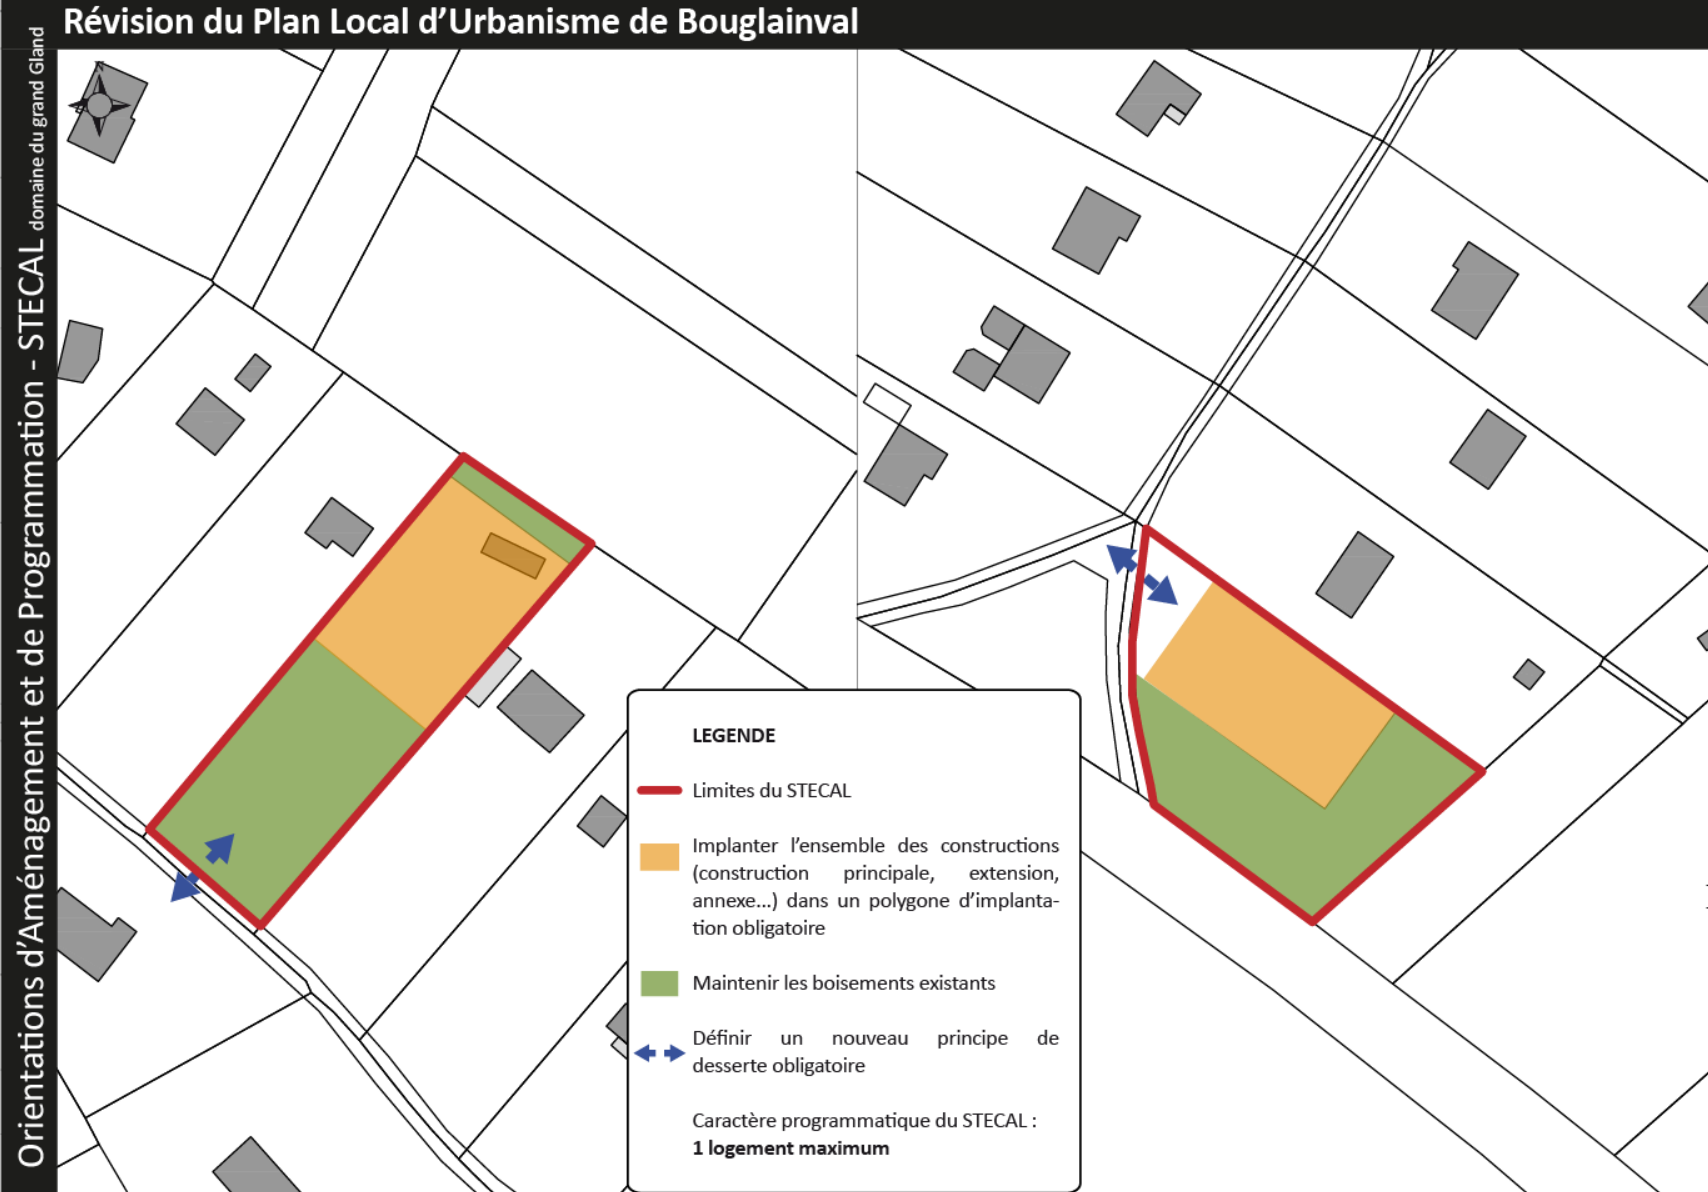 Révision du Plan Local d’Urbanisme de Bouglainval
Orientations d’Aménagement et de Programmation - STECAL domaine du grand Gland
LEGENDE
Limites du STECAL
Implanter l’ensemble des constructions
(construction principale, extension,
annexe...) dans un polygone d’implanta-
tion obligatoire
Maintenir les boisements existants
Définir un nouveau principe de
desserte obligatoire
Caractère programmatique du STECAL :
1 logement maximum